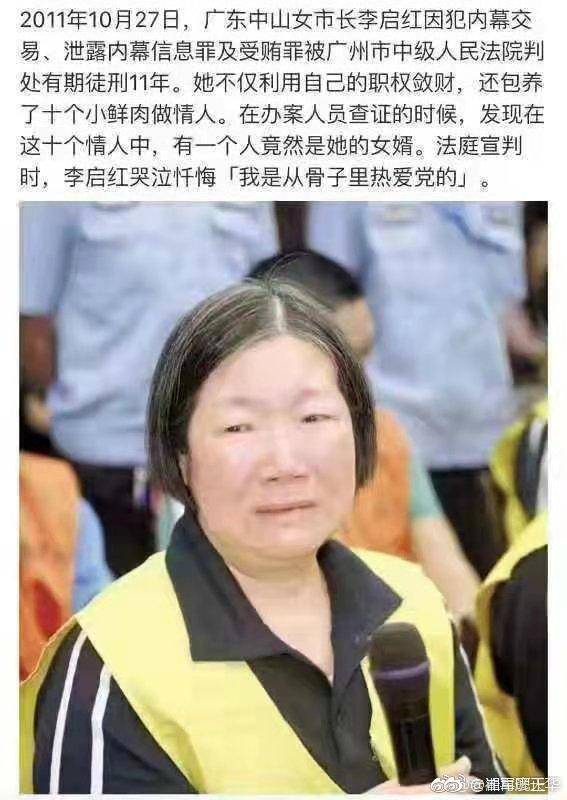 2011年10月27日，广东中山女市长李启红因犯内幕交
易、泄露内幕信息罪及受贿罪被广州市中级人民法院判
处有期徒刑11年。她不仅利用自己的职权敛财，还包养
了十个小鲜肉做情人。在办案人员查证的时候，发现在
这十个情人中，有一个人竟然是她的女婿。法庭宣判
时，李启红哭泣忏悔「我是从骨子里热爱党的」。